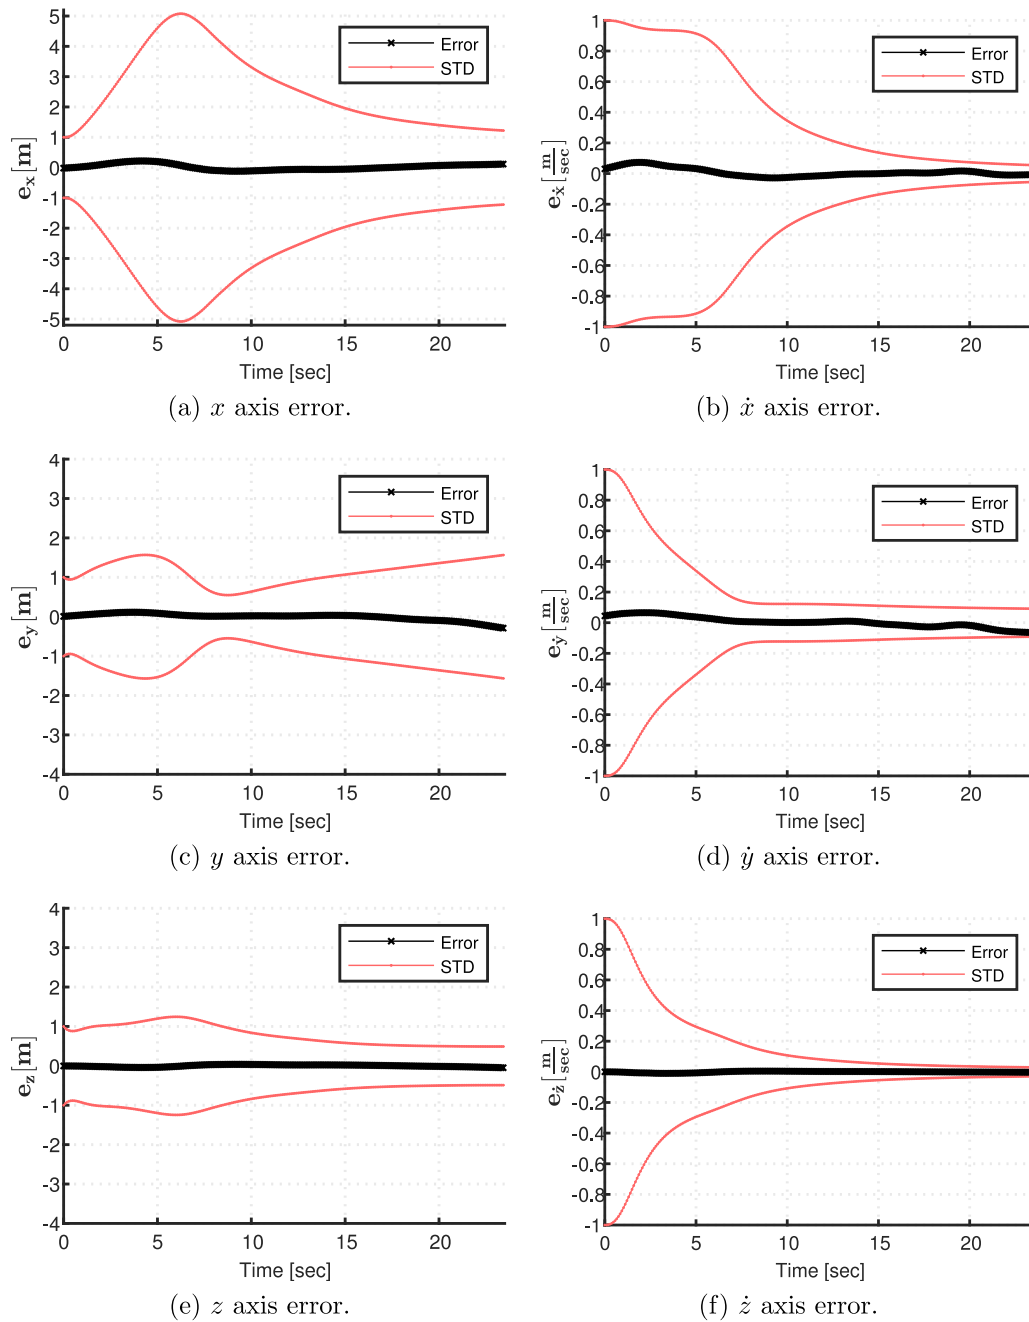 5
4
3
2
1
0
-1
-2
-3
-4
-5
e_x [m]
Error
STD
0 5 10 15 20
Time [sec]
(a) x axis error.
1
0.8
0.6
0.4
0.2
0
-0.2
-0.4
-0.6
-0.8
-1
e_ẋ [m/sec]
Error
STD
0 5 10 15 20
Time [sec]
(b) ẋ axis error.
4
3
2
1
0
-1
-2
-3
-4
e_y [m]
Error
STD
0 5 10 15 20
Time [sec]
(c) y axis error.
1
0.8
0.6
0.4
0.2
0
-0.2
-0.4
-0.6
-0.8
-1
e_ẏ [m/sec]
Error
STD
0 5 10 15 20
Time [sec]
(d) ẏ axis error.
4
3
2
1
0
-1
-2
-3
-4
e_z [m]
Error
STD
0 5 10 15 20
Time [sec]
(e) z axis error.
1
0.8
0.6
0.4
0.2
0
-0.2
-0.4
-0.6
-0.8
-1
e_ż [m/sec]
Error
STD
0 5 10 15 20
Time [sec]
(f) ż axis error.